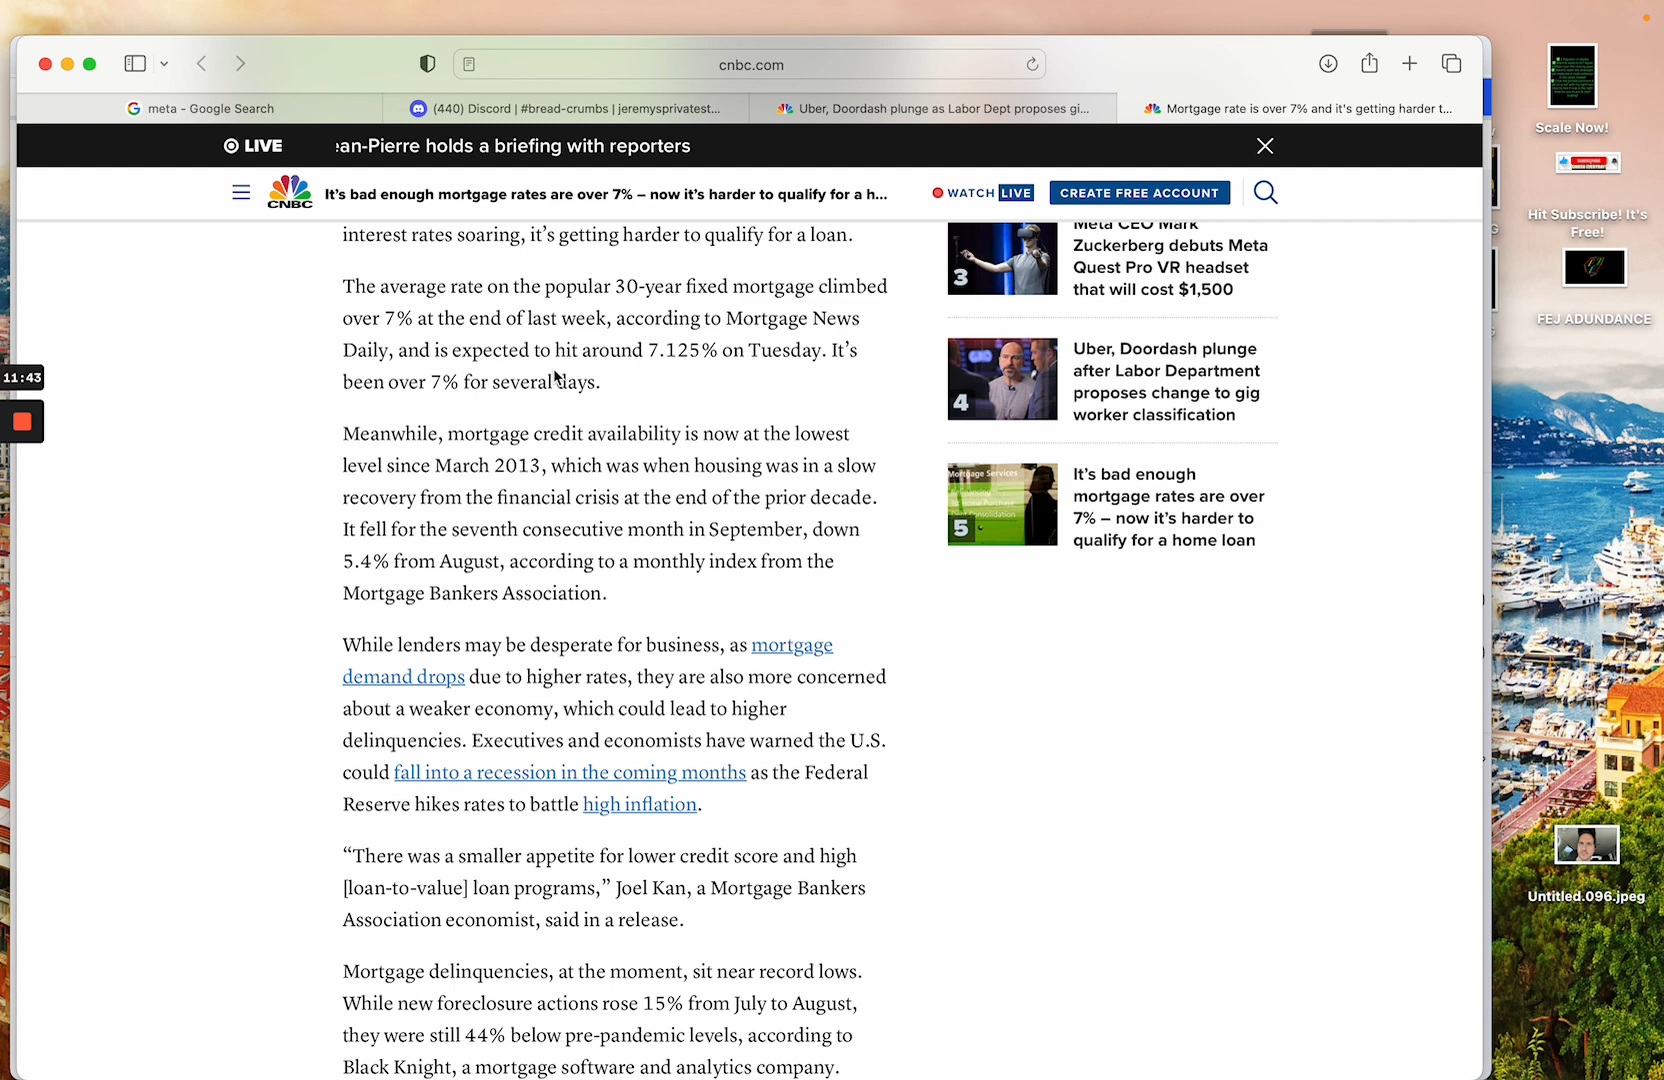 cnbc.com
meta - Google Search
(440) Discord | #bread-crumbs | jeremysprivatest...
Uber, Doordash plunge as Labor Dept proposes gi...
Mortgage rate is over 7% and it's getting harder t...
LIVE
an-Pierre holds a briefing with reporters
CNBC
It's bad enough mortgage rates are over 7% – now it's harder to qualify for a h...
WATCH LIVE
CREATE FREE ACCOUNT
interest rates soaring, it's getting harder to qualify for a loan.
The average rate on the popular 30-year fixed mortgage climbed
over 7% at the end of last week, according to Mortgage News
Daily, and is expected to hit around 7.125% on Tuesday. It's
been over 7% for several days.
Meanwhile, mortgage credit availability is now at the lowest
level since March 2013, which was when housing was in a slow
recovery from the financial crisis at the end of the prior decade.
It fell for the seventh consecutive month in September, down
5.4% from August, according to a monthly index from the
Mortgage Bankers Association.
While lenders may be desperate for business, as mortgage
demand drops due to higher rates, they are also more concerned
about a weaker economy, which could lead to higher
delinquencies. Executives and economists have warned the U.S.
could fall into a recession in the coming months as the Federal
Reserve hikes rates to battle high inflation.
“There was a smaller appetite for lower credit score and high
[loan-to-value] loan programs,” Joel Kan, a Mortgage Bankers
Association economist, said in a release.
Mortgage delinquencies, at the moment, sit near record lows.
While new foreclosure actions rose 15% from July to August,
they were still 44% below pre-pandemic levels, according to
Black Knight, a mortgage software and analytics company.
3
Meta CEO Mark
Zuckerberg debuts Meta
Quest Pro VR headset
that will cost $1,500
4
Uber, Doordash plunge
after Labor Department
proposes change to gig
worker classification
Mortgage Services
5
It's bad enough
mortgage rates are over
7% – now it's harder to
qualify for a home loan
11:43
Scale Now!
Hit Subscribe! It's
Free!
FEJ ADUNDANCE
Untitled.096.jpeg